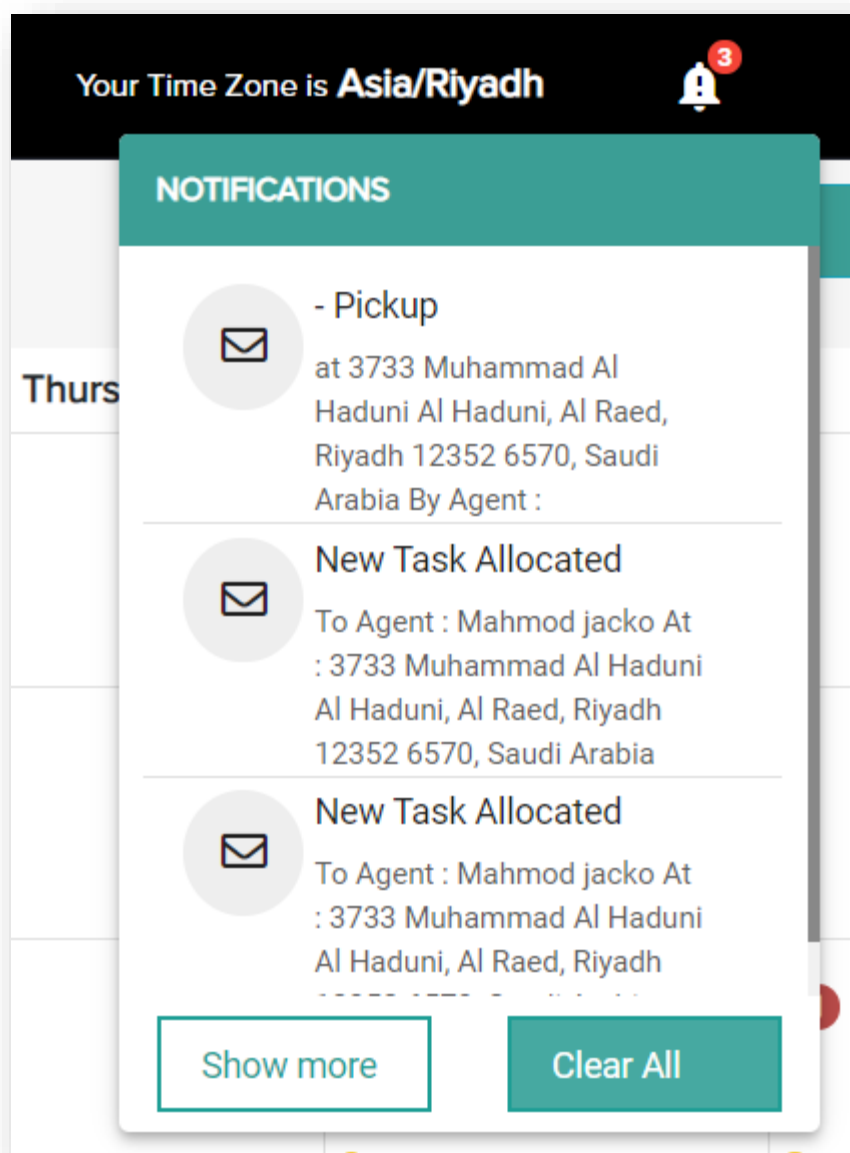 Your Time Zone is Asia/Riyadh
3
NOTIFICATIONS
- Pickup
at 3733 Muhammad Al
Haduni Al Haduni, Al Raed,
Riyadh 12352 6570, Saudi
Arabia By Agent :
Thurs
New Task Allocated
To Agent : Mahmod jacko At
: 3733 Muhammad Al Haduni
Al Haduni, Al Raed, Riyadh
12352 6570, Saudi Arabia
New Task Allocated
To Agent : Mahmod jacko At
: 3733 Muhammad Al Haduni
Al Haduni, Al Raed, Riyadh
Show more
Clear All